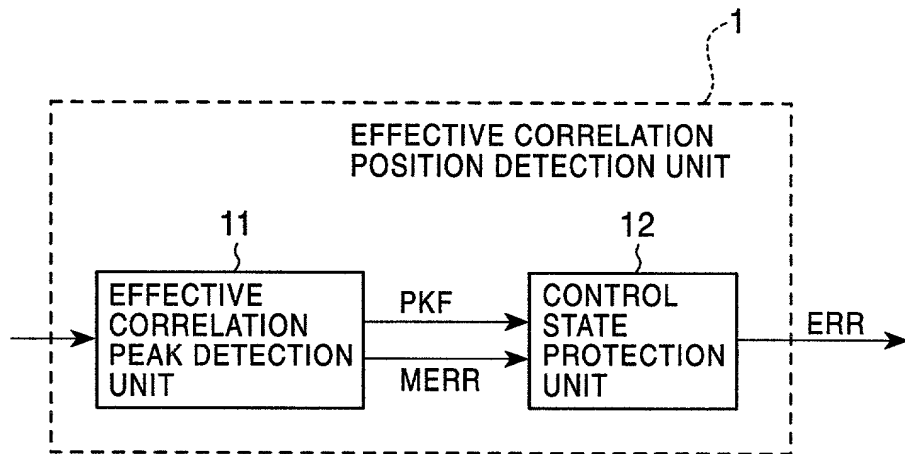 1
EFFECTIVE CORRELATION
POSITION DETECTION UNIT
11
EFFECTIVE
CORRELATION
PEAK DETECTION
UNIT
PKF
MERR
12
CONTROL
STATE
PROTECTION
UNIT
ERR